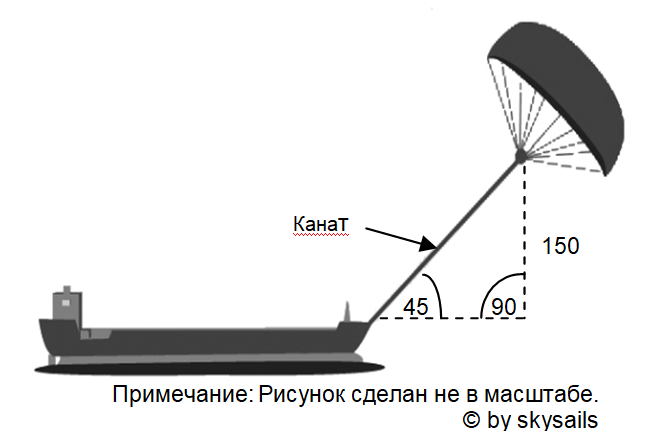 Канат
150
45
90
Примечание: Рисунок сделан не в масштабе.
© by skysails